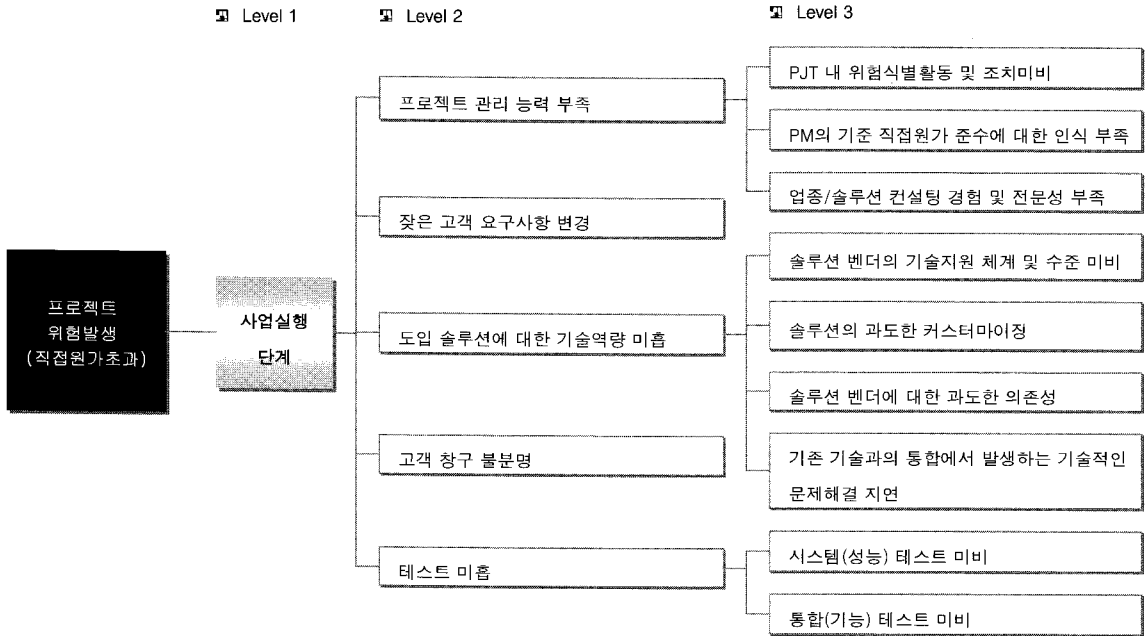 Level 1
Level 2
Level 3
프로젝트
위험발생
(직접원가초과)
사업실행
단계
프로젝트 관리 능력 부족
PJT 내 위험식별활동 및 조치미비
PM의 기준 직접원가 준수에 대한 인식 부족
업종/솔루션 컨설팅 경험 및 전문성 부족
잦은 고객 요구사항 변경
도입 솔루션에 대한 기술역량 미흡
솔루션 벤더의 기술지원 체계 및 수준 미비
솔루션의 과도한 커스터마이장
솔루션 벤더에 대한 과도한 의존성
기존 기술과의 통합에서 발생하는 기술적인
문제해결 지연
고객 창구 불분명
테스트 미흡
시스템(성능) 테스트 미비
통합(기능) 테스트 미비